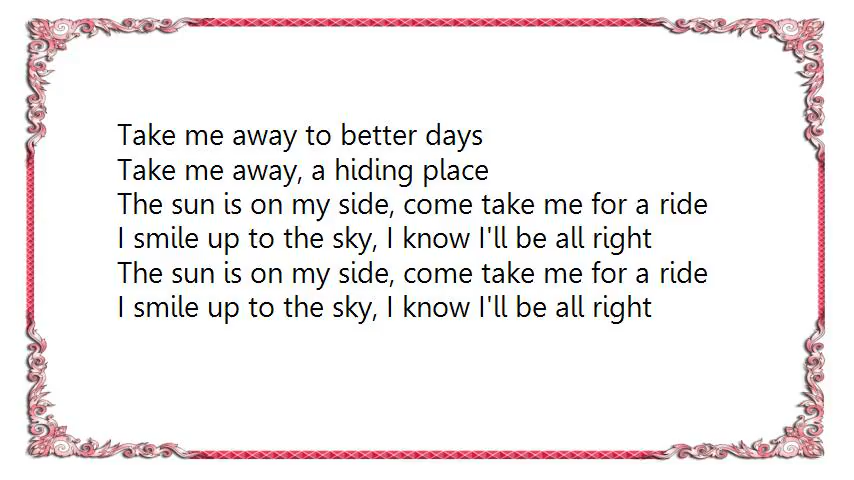 Take me away to better days
Take me away, a hiding place
The sun is on my side, come take me for a ride
I smile up to the sky, I know I'll be all right
The sun is on my side, come take me for a ride
I smile up to the sky, I know I'll be all right